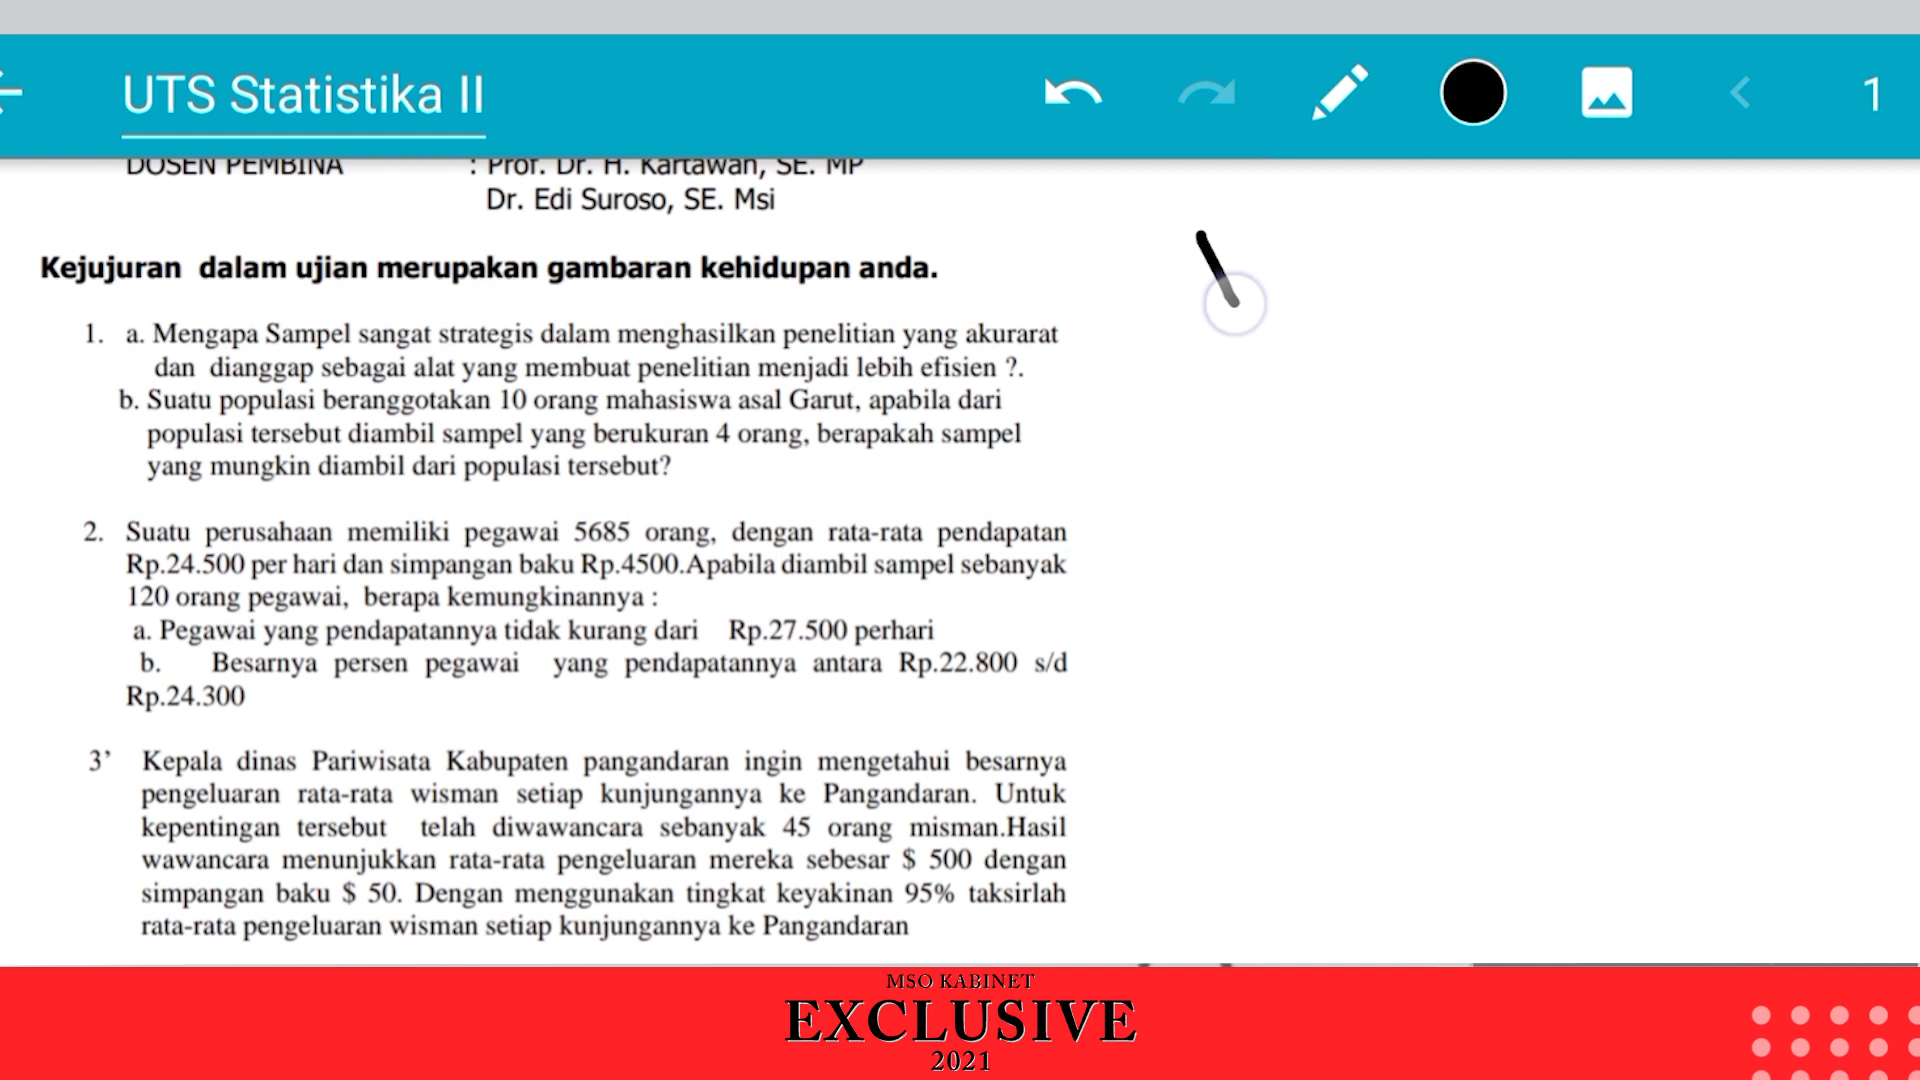 UTS Statistika II
1
DOSEN PEMBINA : Prof. Dr. H. Kartawan, SE. MP
Dr. Edi Suroso, SE. Msi
Kejujuran dalam ujian merupakan gambaran kehidupan anda.
1. a. Mengapa Sampel sangat strategis dalam menghasilkan penelitian yang akurarat
dan dianggap sebagai alat yang membuat penelitian menjadi lebih efisien ?.
b. Suatu populasi beranggotakan 10 orang mahasiswa asal Garut, apabila dari
populasi tersebut diambil sampel yang berukuran 4 orang, berapakah sampel
yang mungkin diambil dari populasi tersebut?
2. Suatu perusahaan memiliki pegawai 5685 orang, dengan rata-rata pendapatan
Rp.24.500 per hari dan simpangan baku Rp.4500.Apabila diambil sampel sebanyak
120 orang pegawai, berapa kemungkinannya :
a. Pegawai yang pendapatannya tidak kurang dari Rp.27.500 perhari
b. Besarnya persen pegawai yang pendapatannya antara Rp.22.800 s/d
Rp.24.300
3’ Kepala dinas Pariwisata Kabupaten pangandaran ingin mengetahui besarnya
pengeluaran rata-rata wisman setiap kunjungannya ke Pangandaran. Untuk
kepentingan tersebut telah diwawancara sebanyak 45 orang misman.Hasil
wawancara menunjukkan rata-rata pengeluaran mereka sebesar $ 500 dengan
simpangan baku $ 50. Dengan menggunakan tingkat keyakinan 95% taksirlah
rata-rata pengeluaran wisman setiap kunjungannya ke Pangandaran
MSO KABINET
EXCLUSIVE
2021